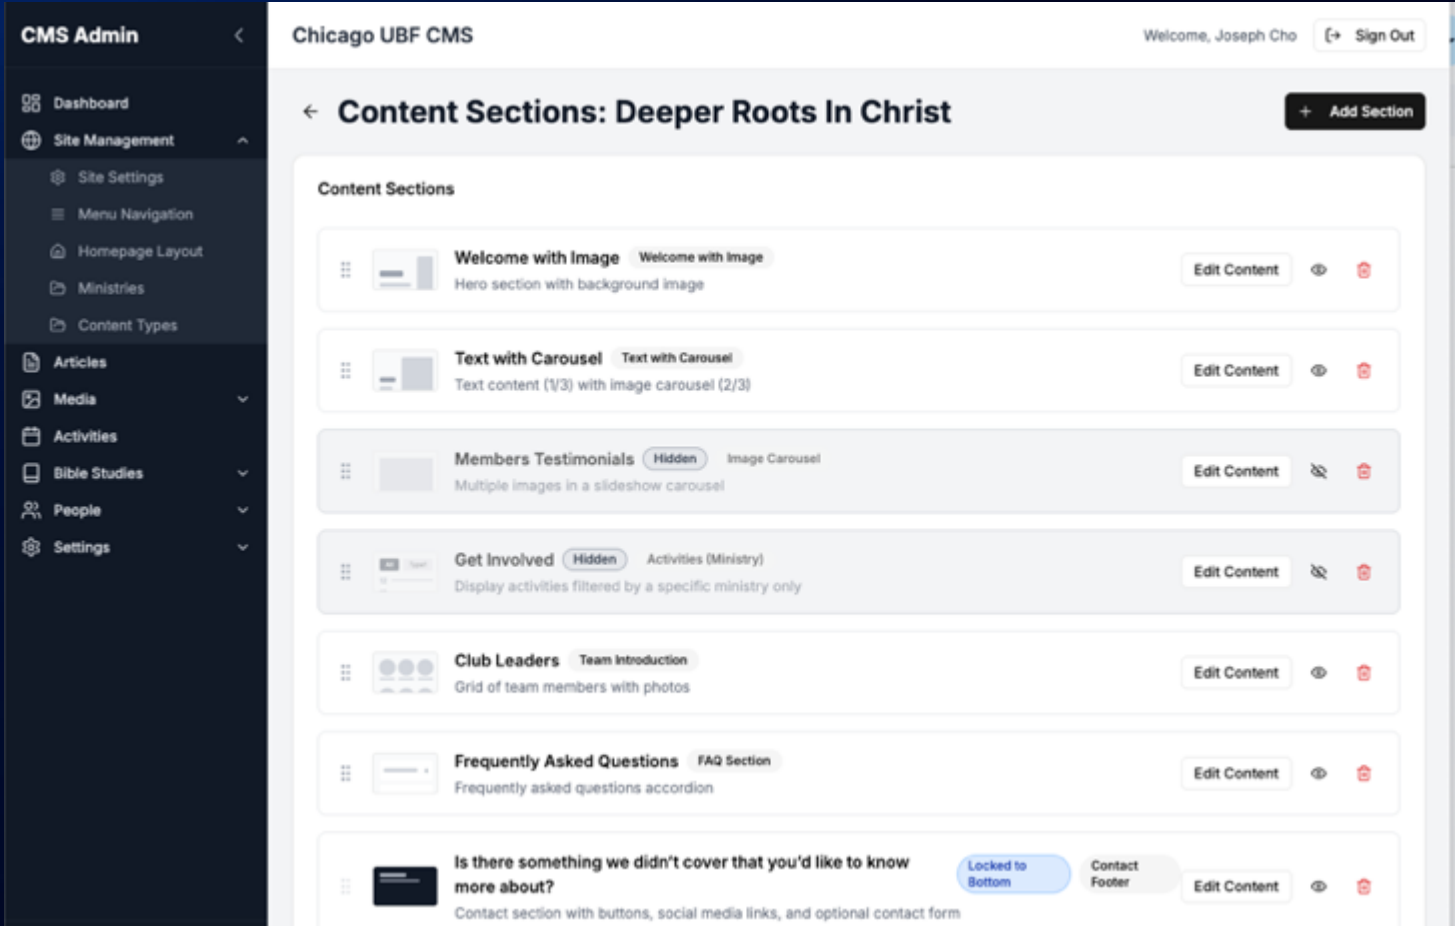 CMS Admin
Chicago UBF CMS
Welcome, Joseph Cho
Sign Out
Dashboard
Site Management
Site Settings
Menu Navigation
Homepage Layout
Ministries
Content Types
Articles
Media
Activities
Bible Studies
People
Settings
Content Sections: Deeper Roots In Christ
+ Add Section
Content Sections
Welcome with Image Welcome with Image
Hero section with background image
Edit Content
Text with Carousel Text with Carousel
Text content (1/3) with image carousel (2/3)
Edit Content
Members Testimonials Hidden Image Carousel
Multiple images in a slideshow carousel
Edit Content
Get Involved Hidden Activities (Ministry)
Display activities filtered by a specific ministry only
Edit Content
Club Leaders Team Introduction
Grid of team members with photos
Edit Content
Frequently Asked Questions FAQ Section
Frequently asked questions accordion
Edit Content
Is there something we didn't cover that you'd like to know
more about?
Locked to
Bottom
Contact
Footer
Contact section with buttons, social media links, and optional contact form
Edit Content